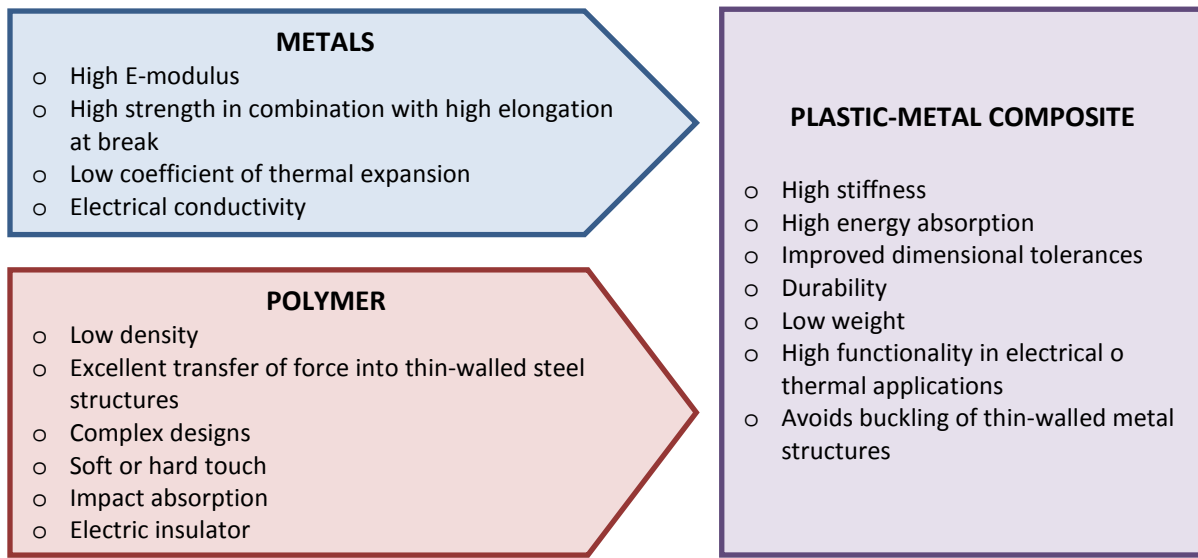 METALS
o High E-modulus
o High strength in combination with high elongation
at break
o Low coefficient of thermal expansion
o Electrical conductivity
POLYMER
o Low density
o Excellent transfer of force into thin-walled steel
structures
o Complex designs
o Soft or hard touch
o Impact absorption
o Electric insulator
PLASTIC-METAL COMPOSITE
o High stiffness
o High energy absorption
o Improved dimensional tolerances
o Durability
o Low weight
o High functionality in electrical o
thermal applications
o Avoids buckling of thin-walled metal
structures